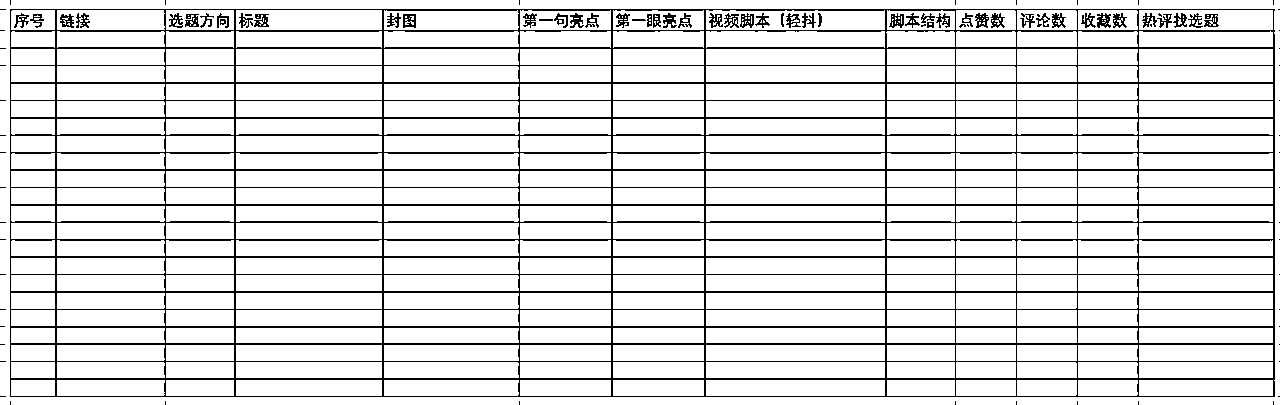 序号 链接 选题方向 标题 封图 第一句亮点 第一眼亮点 视频脚本（轻抖） 脚本结构 点赞数 评论数 收藏数 热评找选题